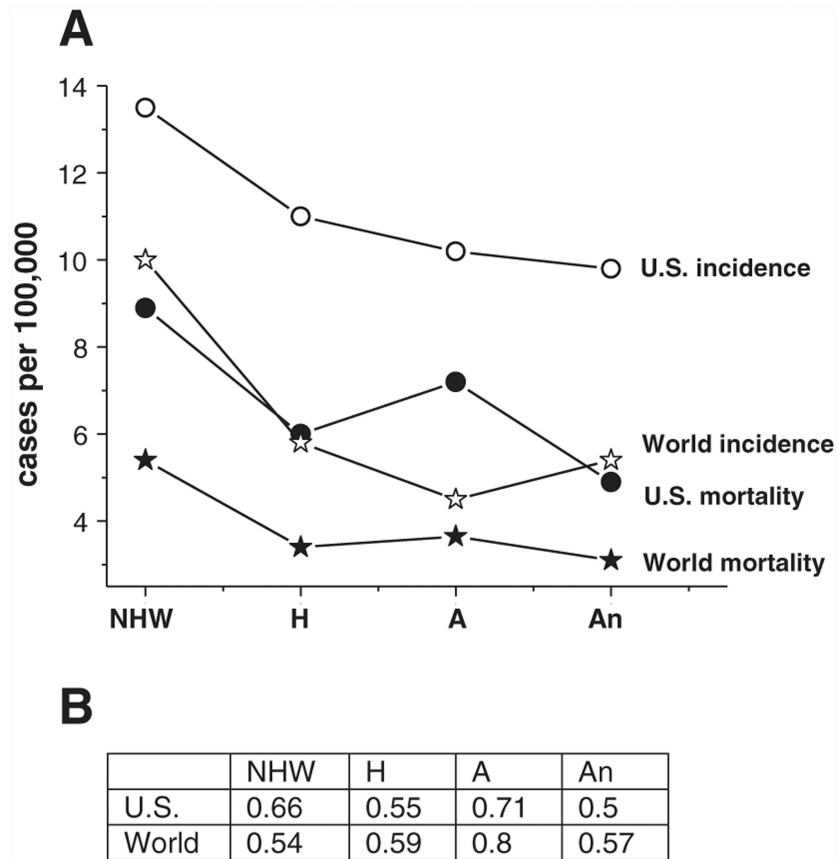 A
14
12
10
8
6
4
cases per 100,000
U.S. incidence
World incidence
U.S. mortality
World mortality
NHW H A An
B
NHW H A An
U.S. 0.66 0.55 0.71 0.5
World 0.54 0.59 0.8 0.57